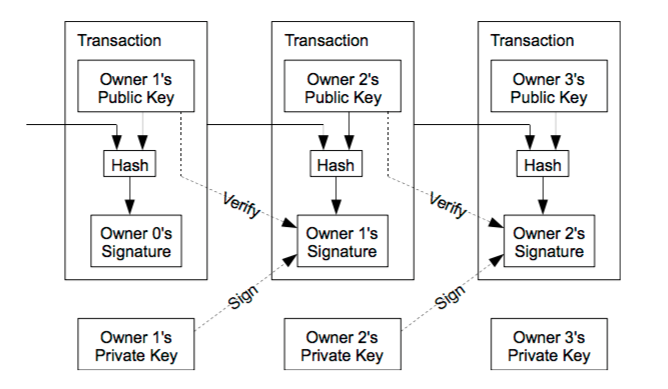 Transaction
Transaction
Transaction
Owner 1's
Public Key
Owner 2's
Public Key
Owner 3's
Public Key
Hash
Hash
Hash
Verify
Verify
Owner 0's
Signature
Owner 1's
Signature
Owner 2's
Signature
Sign
Sign
Owner 1's
Private Key
Owner 2's
Private Key
Owner 3's
Private Key